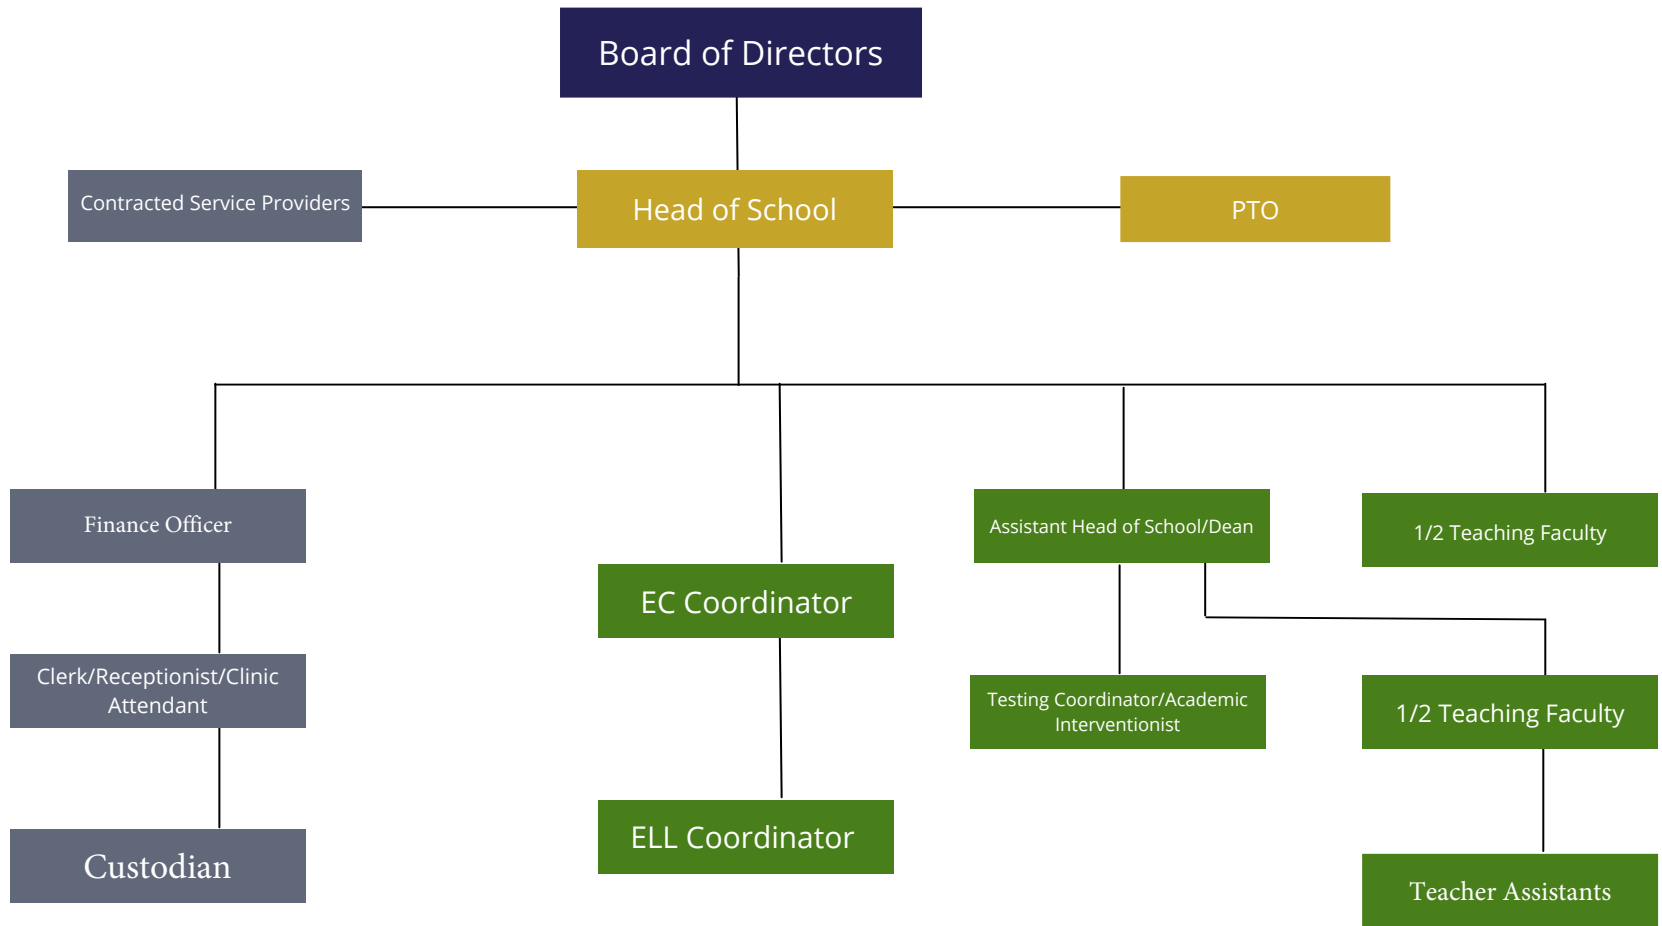 Board of Directors
Contracted Service Providers
Head of School
PTO
Finance Officer
Assistant Head of School/Dean
1/2 Teaching Faculty
EC Coordinator
Clerk/Receptionist/Clinic
Attendant
Testing Coordinator/Academic
Interventionist
1/2 Teaching Faculty
ELL Coordinator
Custodian
Teacher Assistants